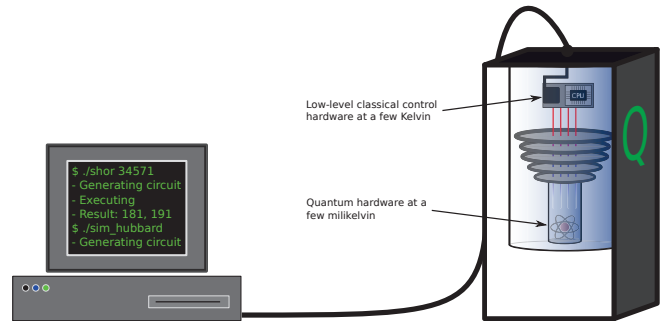 $ ./shor 34571
- Generating circuit
- Executing
- Result: 181, 191
$ ./sim_hubbard
- Generating circuit
Low-level classical control
hardware at a few Kelvin
Quantum hardware at a
few milikelvin
CPU
Q